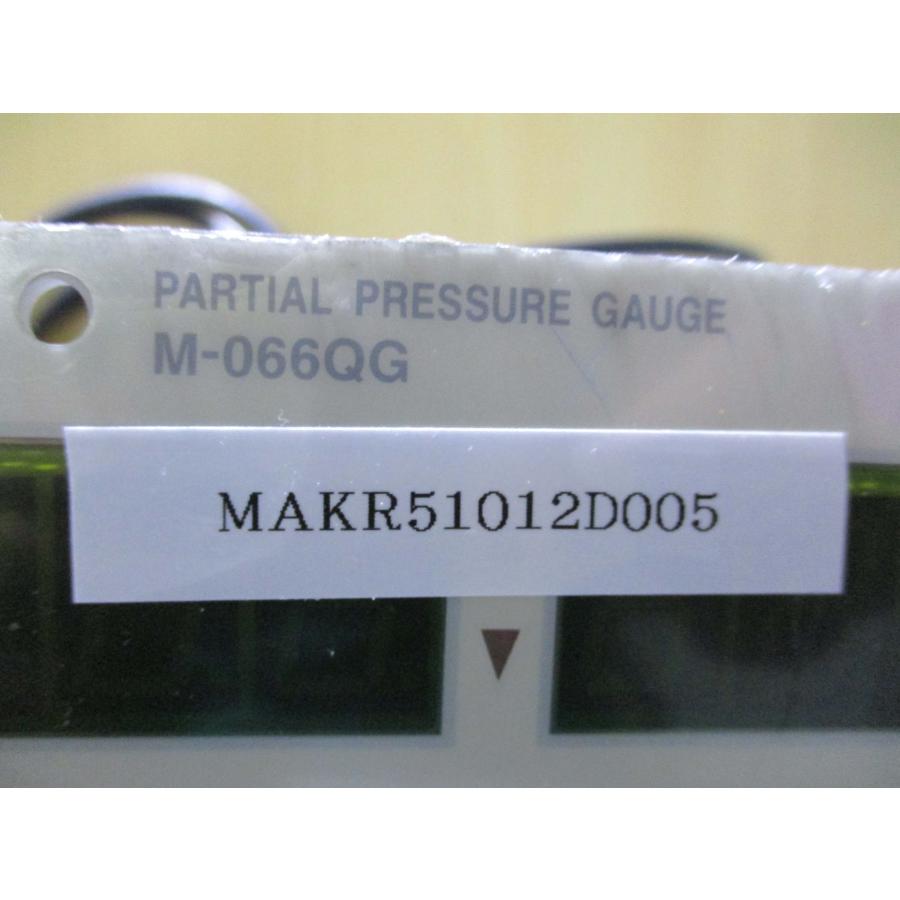 PARTIAL PRESSURE GAUGE
M-066QG
MAKR51012D005